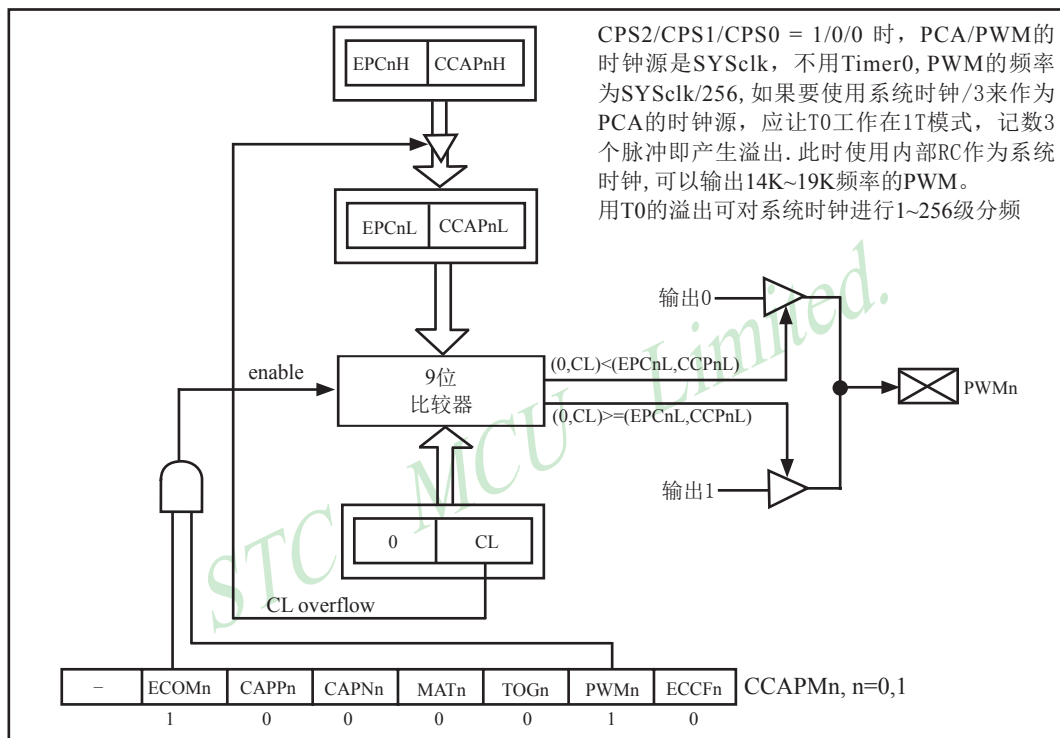 CPS2/CPS1/CPS0 = 1/0/0 时，PCA/PWM的
时钟源是SYSclk，不用Timer0, PWM的频率
为SYSclk/256, 如果要使用系统时钟/3来作为
PCA的时钟源，应让T0工作在1T模式，记数3
个脉冲即产生溢出. 此时使用内部RC作为系统
时钟, 可以输出14K~19K频率的PWM。
用T0的溢出可对系统时钟进行1~256级分频
EPCnH CCAPnH
EPCnL CCAPnL
输出0
enable
9位
比较器
(0,CL)<(EPCnL,CCPnL)
(0,CL)>=(EPCnL,CCPnL)
PWMn
输出1
0 CL
CL overflow
STC MCU Limited.
– ECOMn CAPPn CAPNn MATn TOGn PWMn ECCFn CCAPMn, n=0,1
1 0 0 0 0 1 0